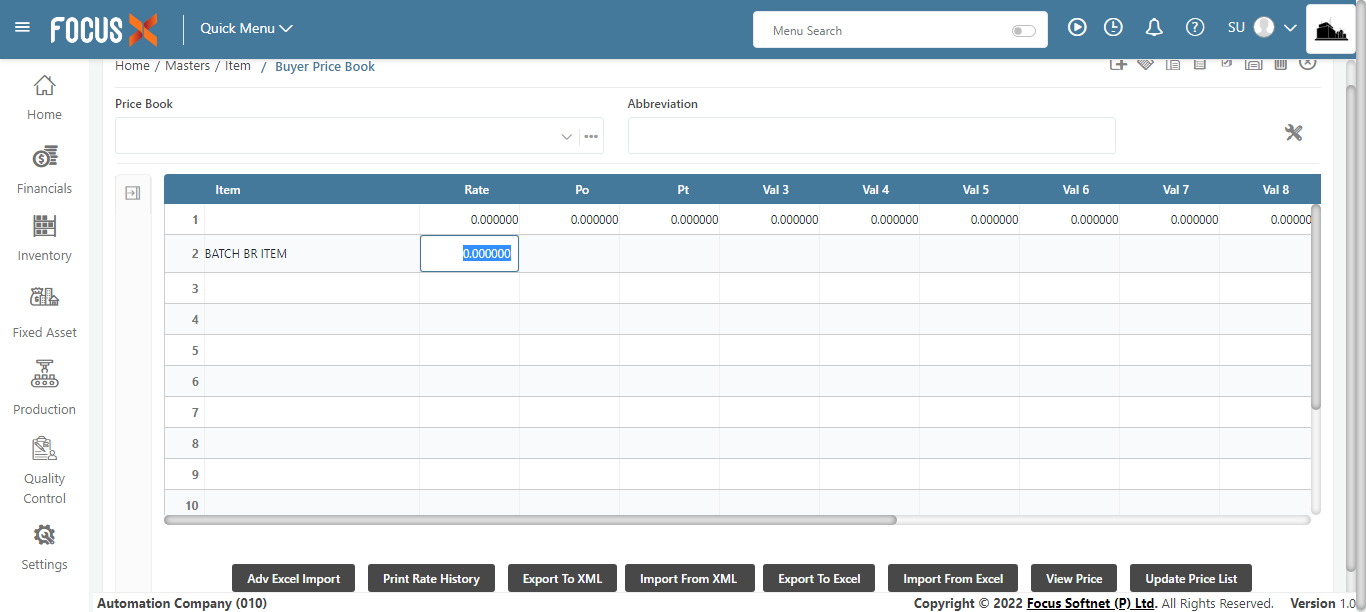 FOCUS X Quick Menu Menu Search SU
Home / Masters / Item / Buyer Price Book
Home
Financials
Inventory
Fixed Asset
Production
Quality
Control
Settings
Price Book Abbreviation
Item Rate Po Pt Val 3 Val 4 Val 5 Val 6 Val 7 Val 8
1 0.000000 0.000000 0.000000 0.000000 0.000000 0.000000 0.000000 0.000000 0.00000
2 BATCH BR ITEM 0.000000
3
4
5
6
7
8
9
10
Adv Excel Import Print Rate History Export To XML Import From XML Export To Excel Import From Excel View Price Update Price List
Automation Company (010) Copyright © 2022 Focus Softnet (P) Ltd. All Rights Reserved. Version 1.0